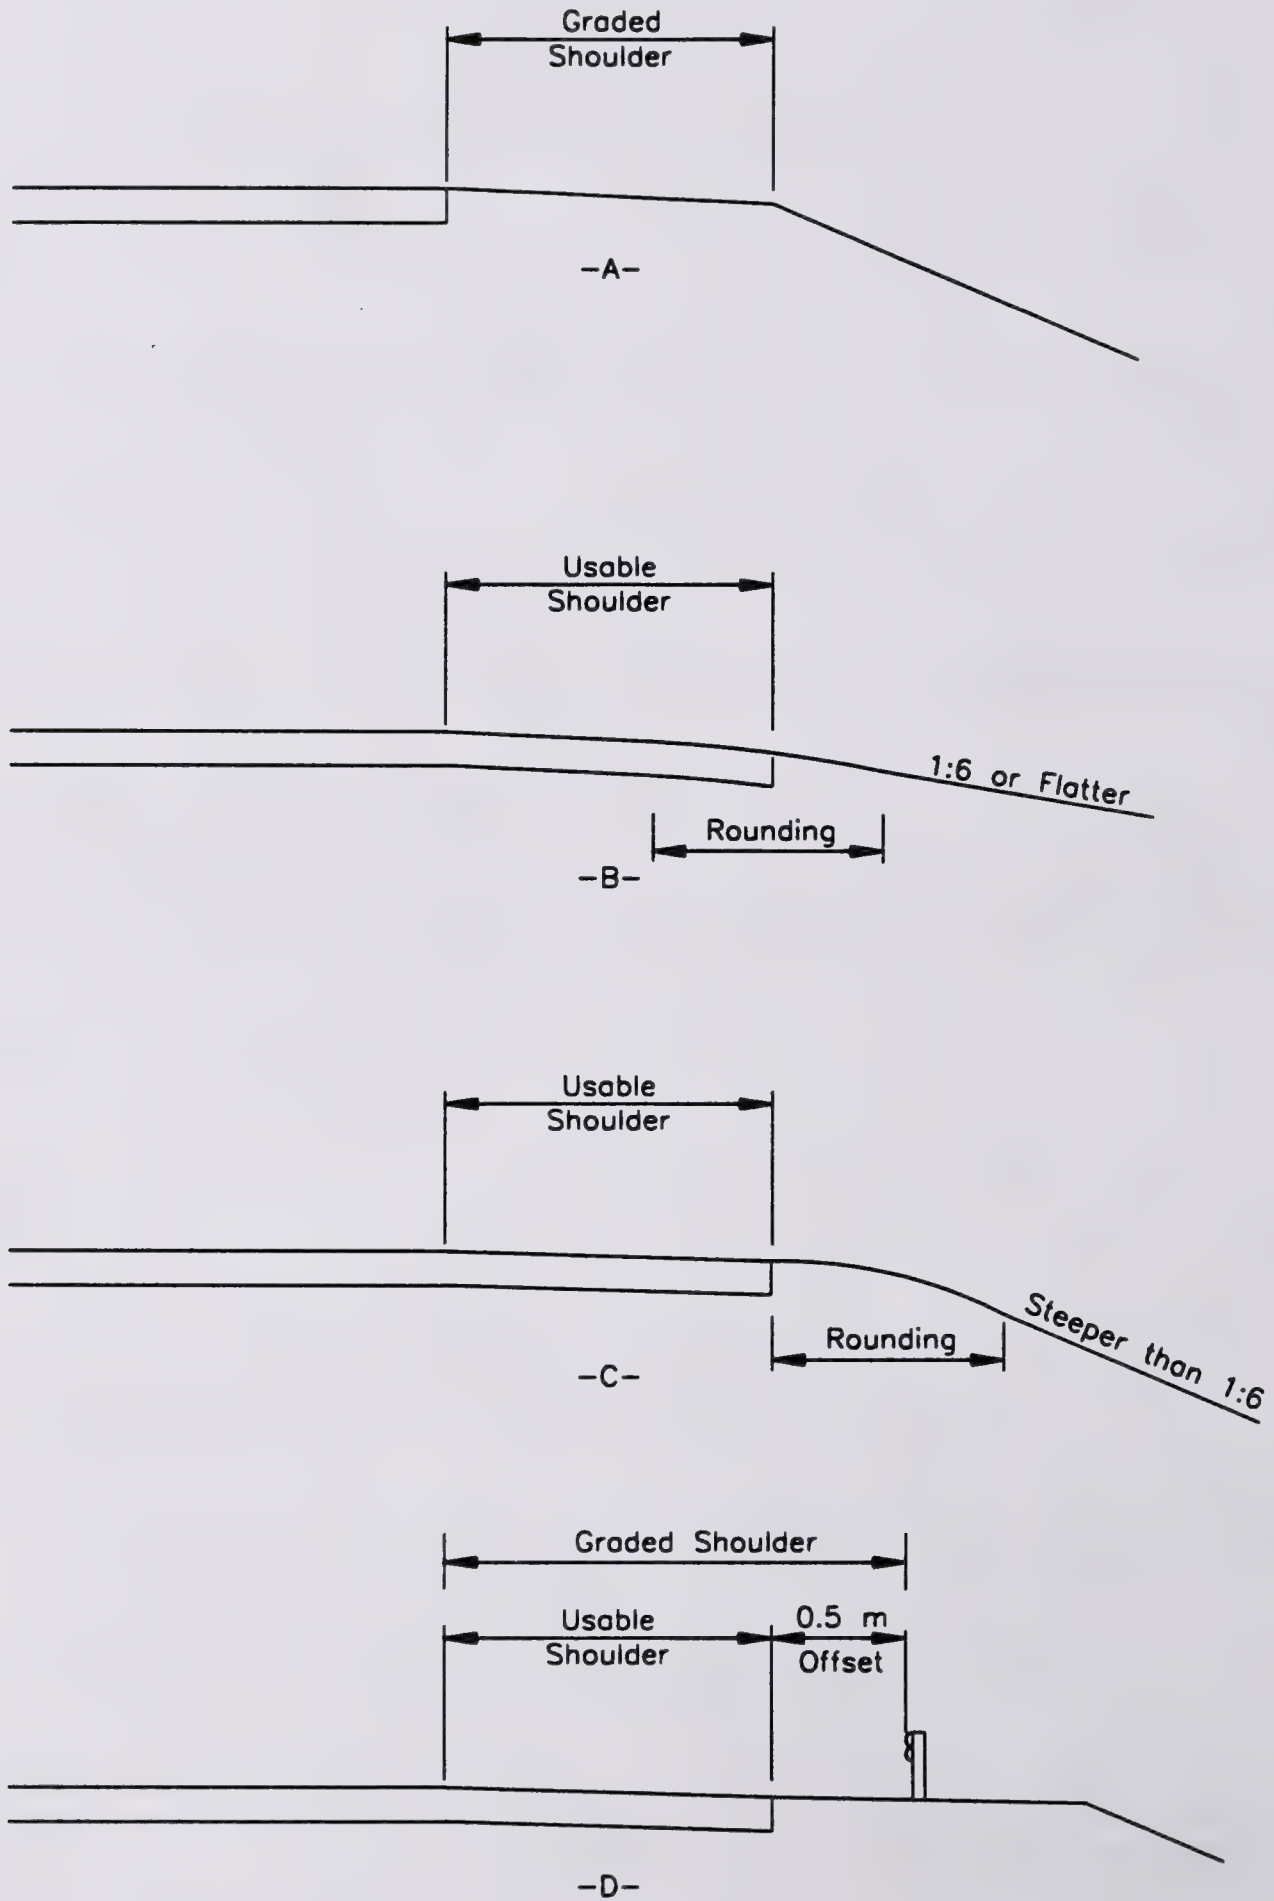 Graded
Shoulder
-A-
Usable
Shoulder
1:6 or Flatter
Rounding
-B-
Usable
Shoulder
Steeper than 1:6
Rounding
-C-
Graded Shoulder
Usable
Shoulder
0.5 m
Offset
-D-